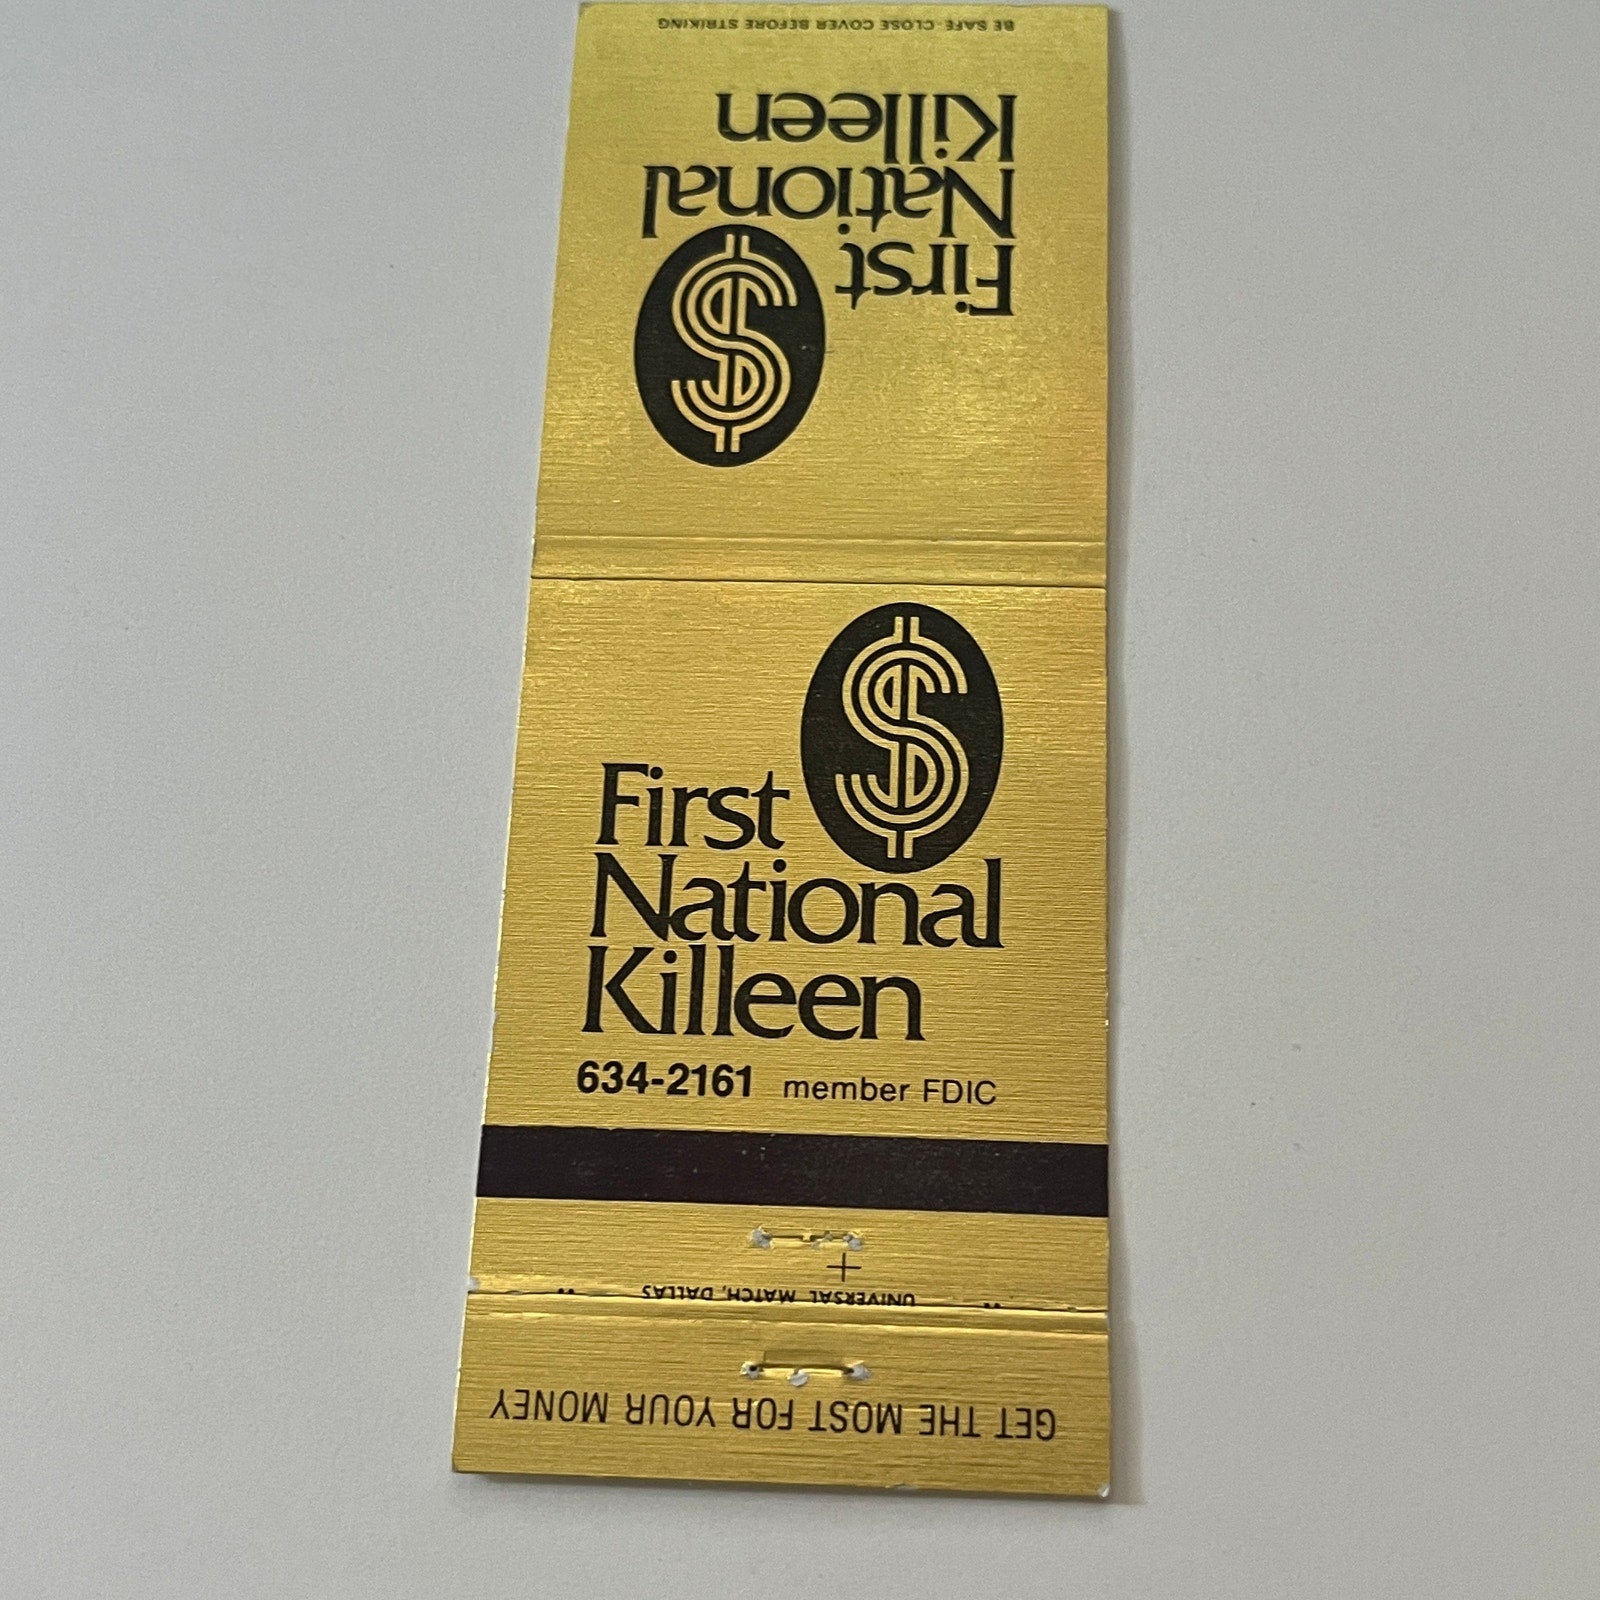 BE SAFE-CLOSE COVER BEFORE STRIKING
First
National
Killeen
First
National
Killeen
634-2161 member FDIC
UNIVERSAL MATCH, DALLAS
GET THE MOST FOR YOUR MONEY